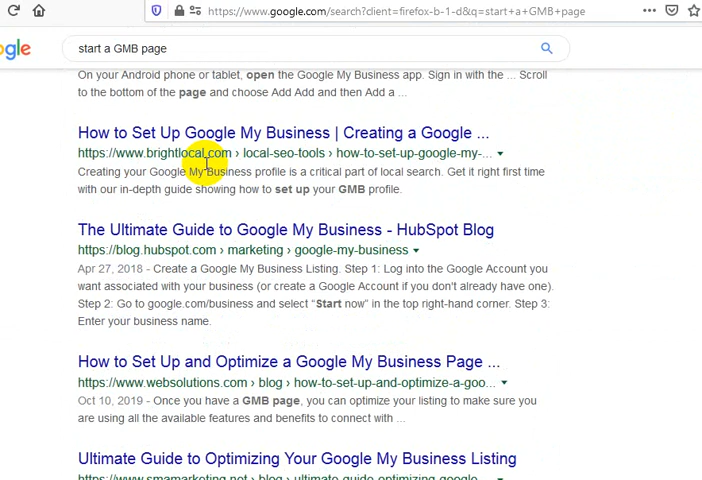 https://www.google.com/search?client=firefox-b-1-d&q=start+a+GMB+page
ogle
start a GMB page
On your Android phone or tablet, open the Google My Business app. Sign in with the ... Scroll
to the bottom of the page and choose Add Add and then Add a ...
How to Set Up Google My Business | Creating a Google ...
https://www.brightlocal.com › local-seo-tools › how-to-set-up-google-my-...
Creating your Google My Business profile is a critical part of local search. Get it right first time
with our in-depth guide showing how to set up your GMB profile.
The Ultimate Guide to Google My Business - HubSpot Blog
https://blog.hubspot.com › marketing › google-my-business
Apr 27, 2018 - Create a Google My Business Listing. Step 1: Log into the Google Account you
want associated with your business (or create a Google Account if you don't already have one).
Step 2: Go to google.com/business and select “Start now” in the top right-hand corner. Step 3:
Enter your business name.
How to Set Up and Optimize a Google My Business Page ...
https://www.websolutions.com › blog › how-to-set-up-and-optimize-a-goo...
Oct 10, 2019 - Once you have a GMB page, you can optimize your listing to make sure you
are using all the available features and benefits to connect with ...
Ultimate Guide to Optimizing Your Google My Business Listing
https://www.smamarketing.net › blog › ultimate-guide-optimizing-google-...